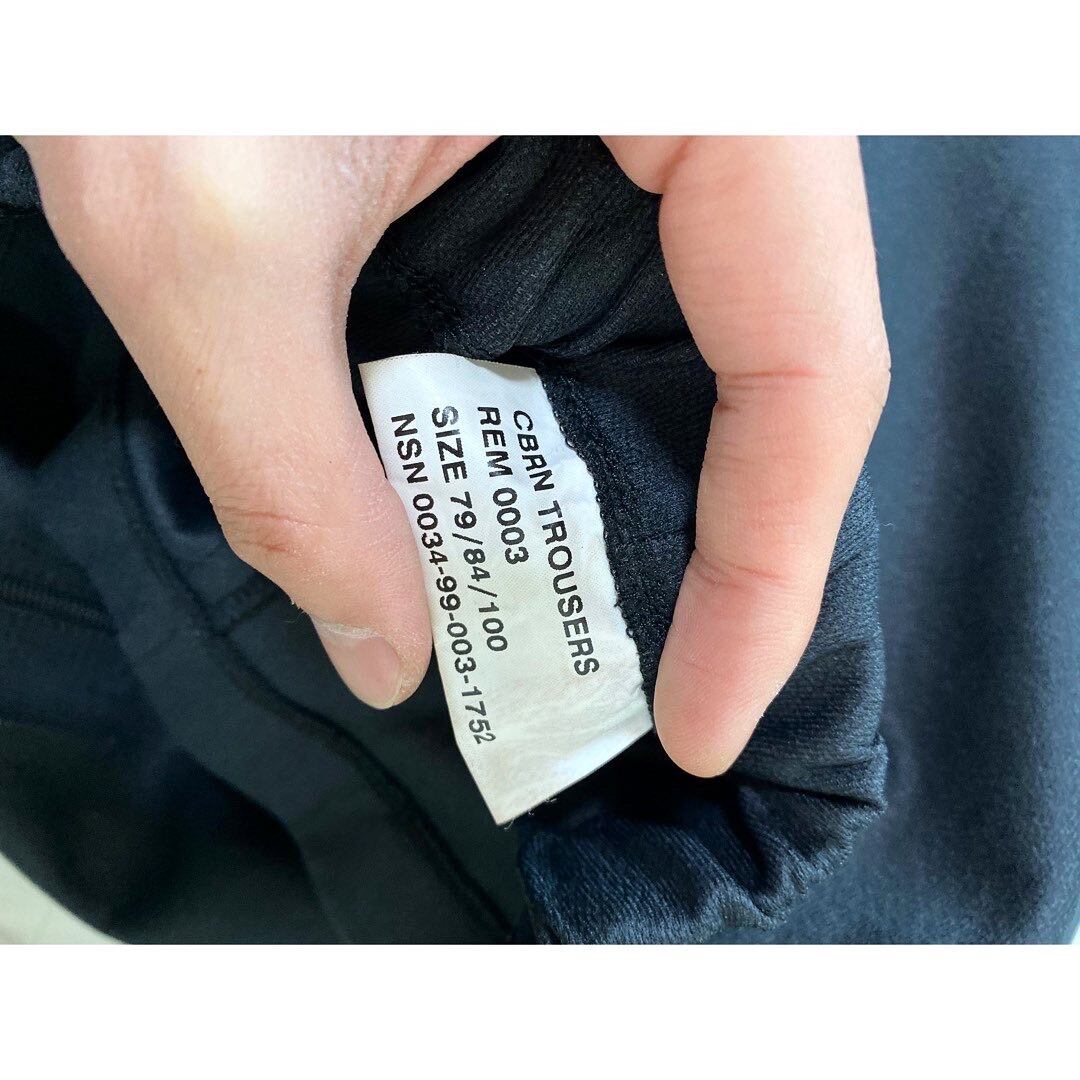 CBRN TROUSERS
REM 0003
SIZE 79/84/100
NSN 0034-99-003-1752